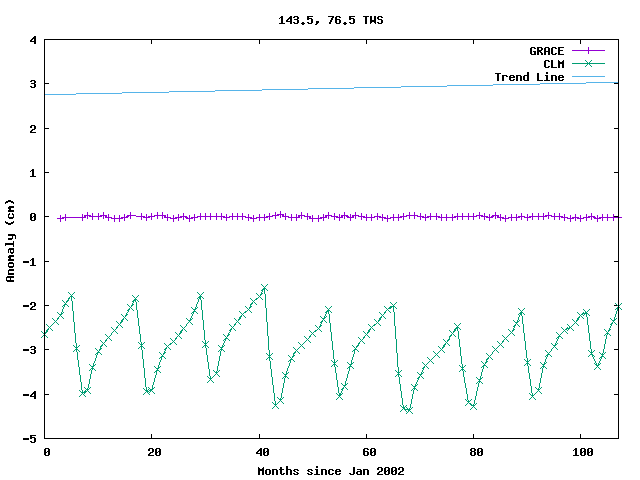 143.5, 76.5 TWS
GRACE
CLM
Trend Line
4
3
2
1
0
-1
-2
-3
-4
-5
Anomaly (cm)
0 20 40 60 80 100
Months since Jan 2002